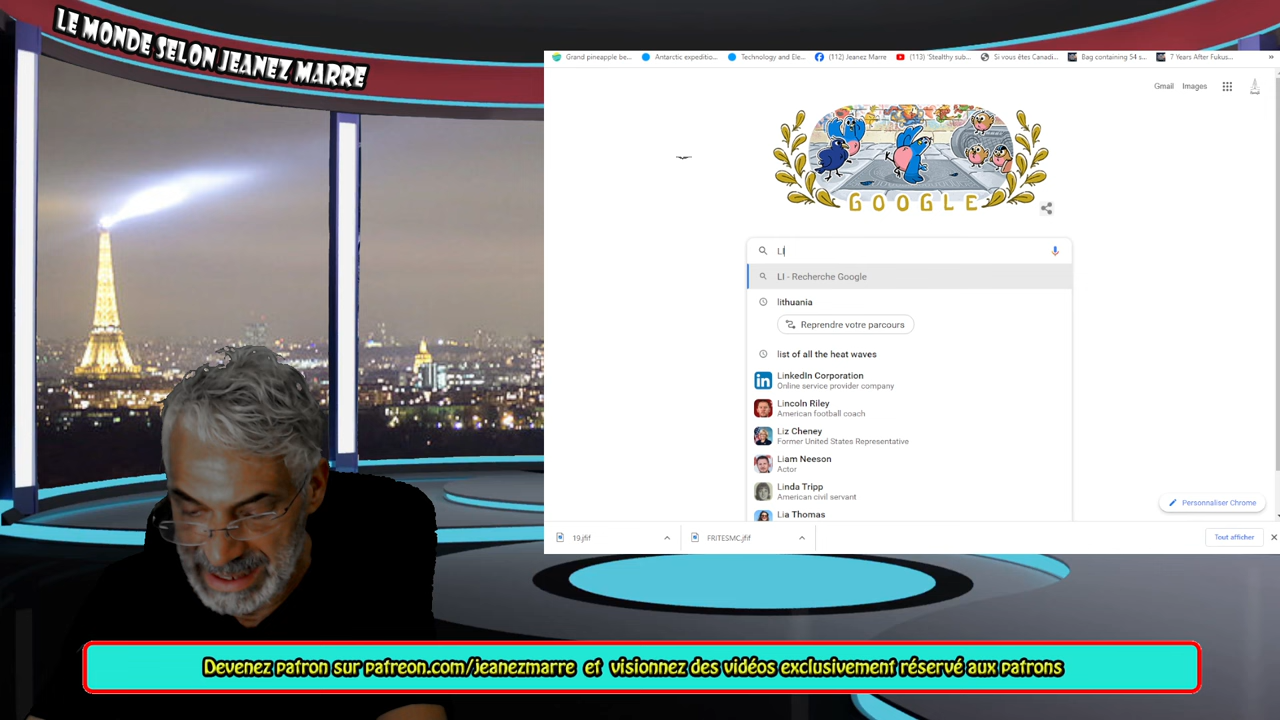 LE MONDE SELON JEANEZ MARRE
Grand pineapple be... Antarctic expeditio... Technology and Ele... (112) Jeanez Marre (113) 'Stealthy sub... Si vous êtes Canadi... Bag containing 54 s... 7 Years After Fukus... »
Gmail Images
GOOGLE
LI
LI - Recherche Google
lithuania
Reprendre votre parcours
list of all the heat waves
in
LinkedIn Corporation
Online service provider company
Lincoln Riley
American football coach
Liz Cheney
Former United States Representative
Liam Neeson
Actor
Linda Tripp
American civil servant
Lia Thomas
Personnaliser Chrome
19.jfif FRITESMC.jfif Tout afficher
Devenez patron sur patreon.com/jeanezmarre et visionnez des vidéos exclusivement réservé aux patrons